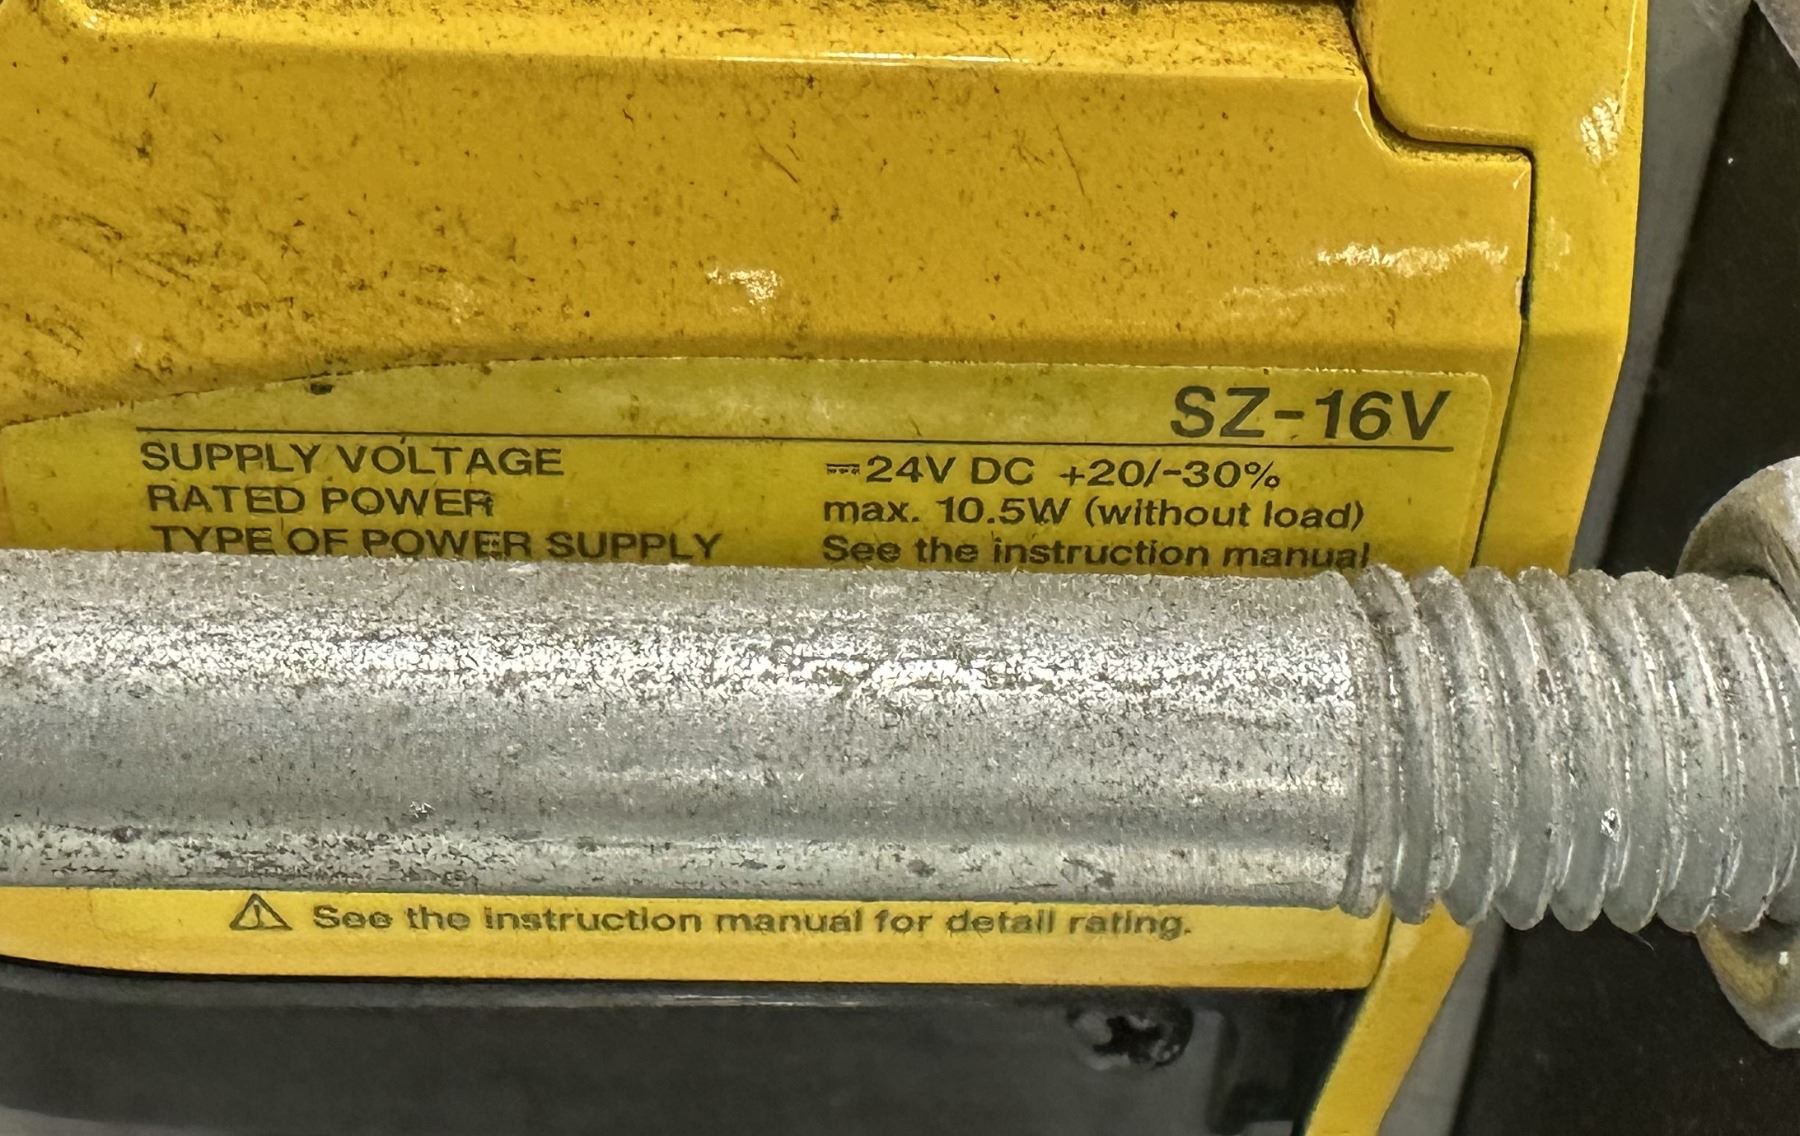 SZ-16V
SUPPLY VOLTAGE ⎓24V DC +20/-30%
RATED POWER max. 10.5W (without load)
TYPE OF POWER SUPPLY See the instruction manual
⚠ See the instruction manual for detail rating.